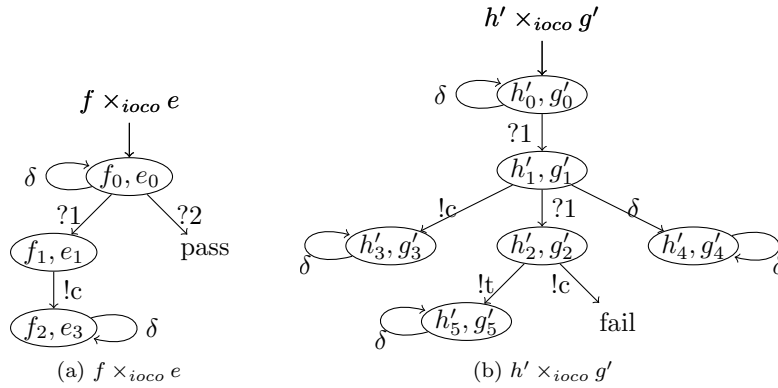 f ×ioco e
δ
f0, e0
?1
?2
f1, e1
pass
!c
f2, e3
δ
(a) f ×ioco e
h′ ×ioco g′
δ
h′0, g′0
?1
h′1, g′1
!c
?1
δ
h′3, g′3
δ
h′2, g′2
h′4, g′4
δ
!t
!c
h′5, g′5
δ
fail
(b) h′ ×ioco g′